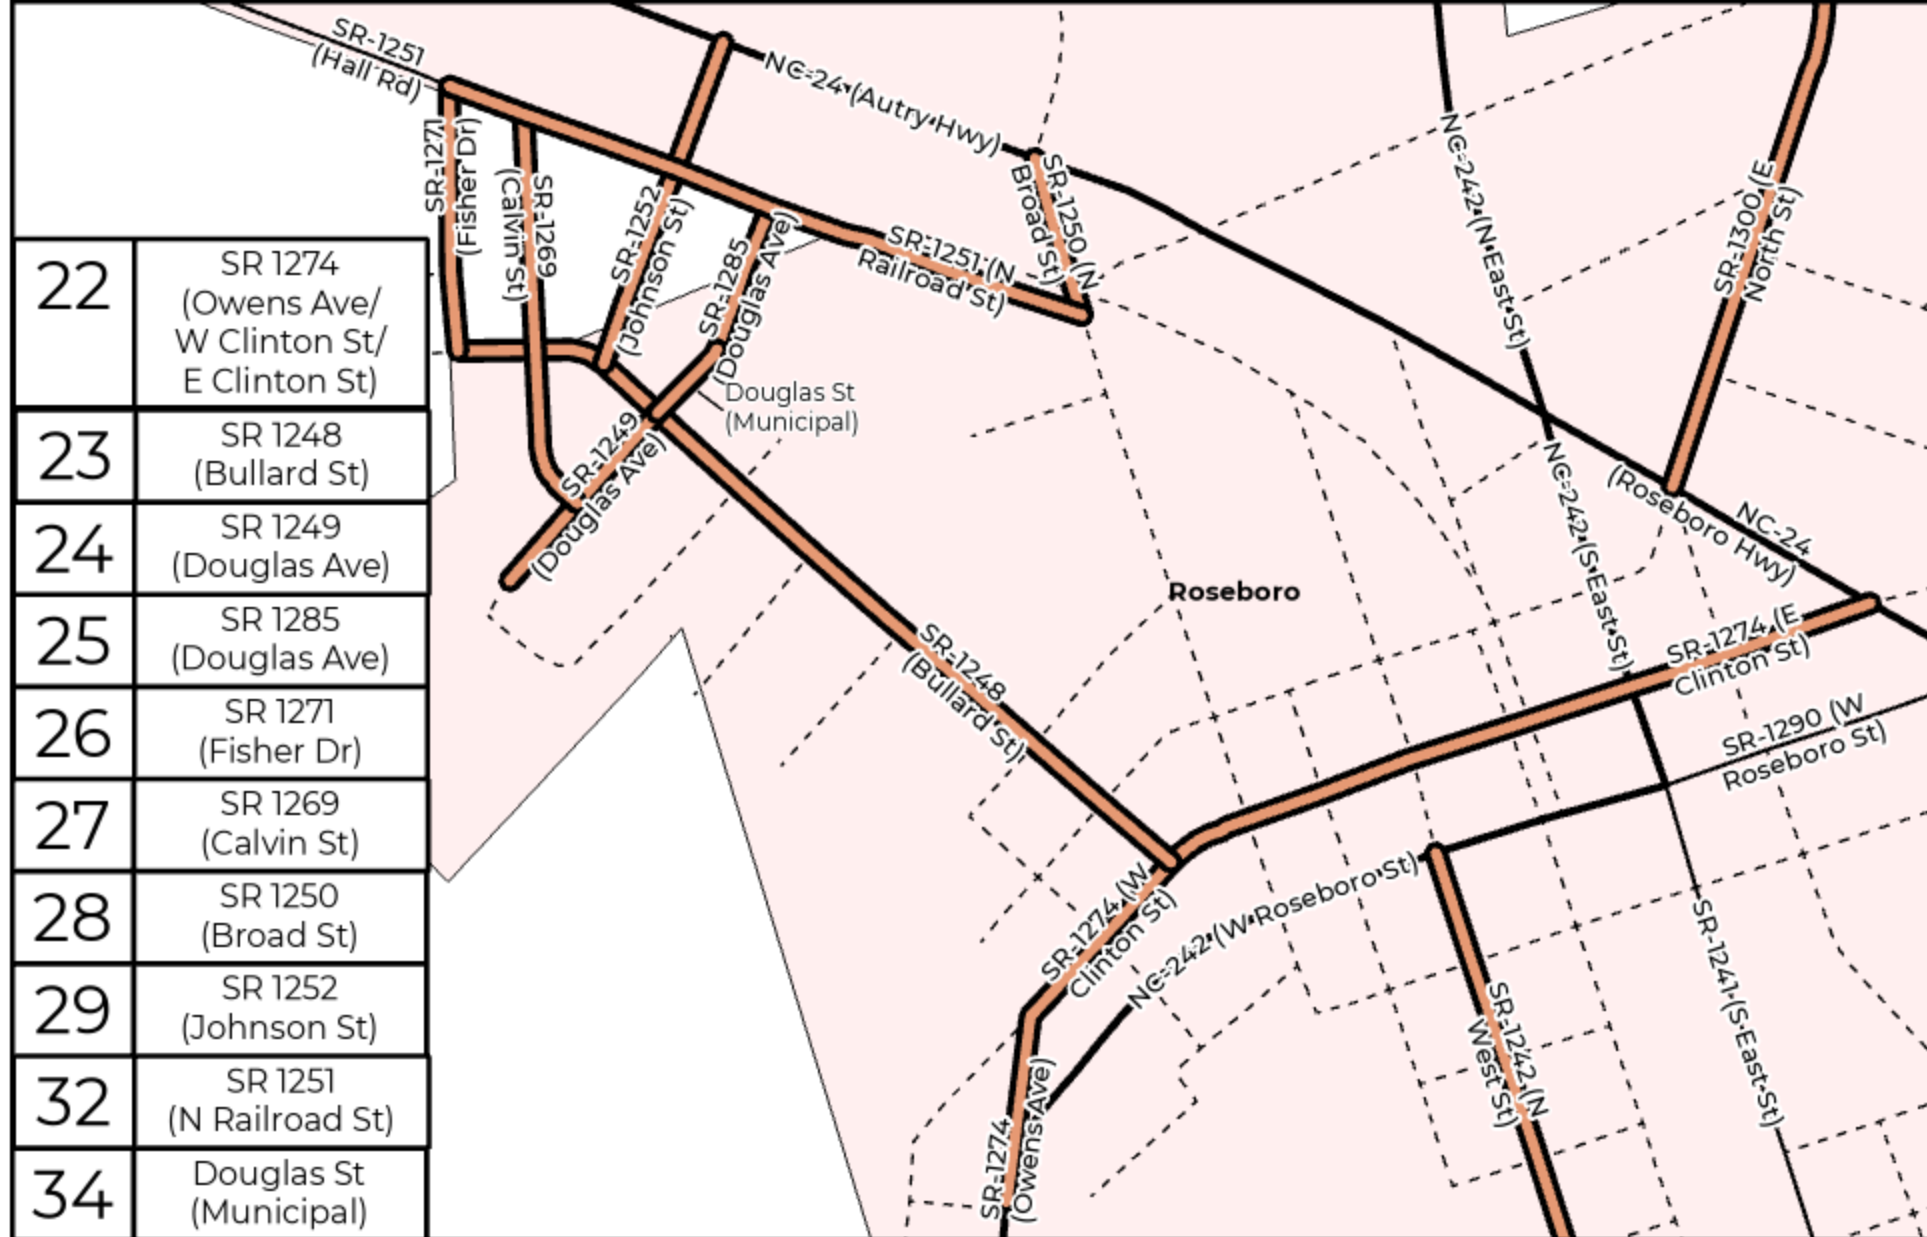 SR-1251
(Hall Rd)
NC-24 (Autry Hwy)
SR-1271
(Fisher Dr)
SR-1269
(Calvin St)
SR-1252
(Johnson St)
SR-1285
(Douglas Ave)
SR-1251 (N
Railroad St)
SR-1250 (N
Broad St)
NC-242 (N East St)
SR-1300 (E
North St)
Douglas St
(Municipal)
SR-1249
(Douglas Ave)
NC-242 (S East St)
NC-24
(Roseboro Hwy)
Roseboro
SR-1248
(Bullard St)
SR-1274 (E
Clinton St)
SR-1290 (W
Roseboro St)
SR-1274 (W
Clinton St)
NC-242 (W Roseboro St)
SR-1241 (S East St)
SR-1242 (N
West St)
SR-1274
(Owens Ave)
22
SR 1274
(Owens Ave/
W Clinton St/
E Clinton St)
23
SR 1248
(Bullard St)
24
SR 1249
(Douglas Ave)
25
SR 1285
(Douglas Ave)
26
SR 1271
(Fisher Dr)
27
SR 1269
(Calvin St)
28
SR 1250
(Broad St)
29
SR 1252
(Johnson St)
32
SR 1251
(N Railroad St)
34
Douglas St
(Municipal)